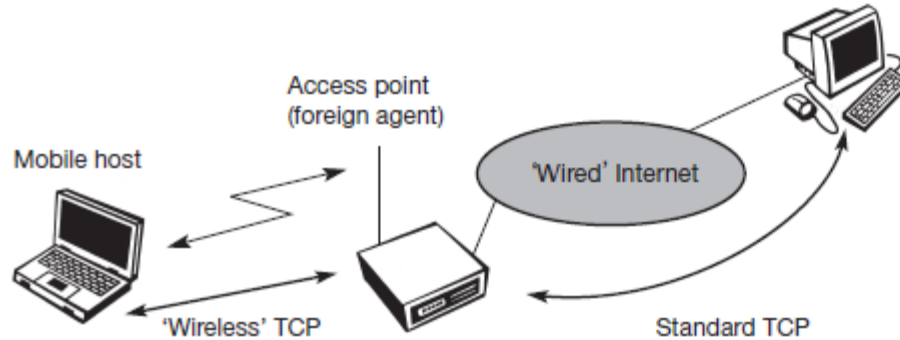 Access point
(foreign agent)
Mobile host
‘Wired’ Internet
‘Wireless’ TCP
Standard TCP